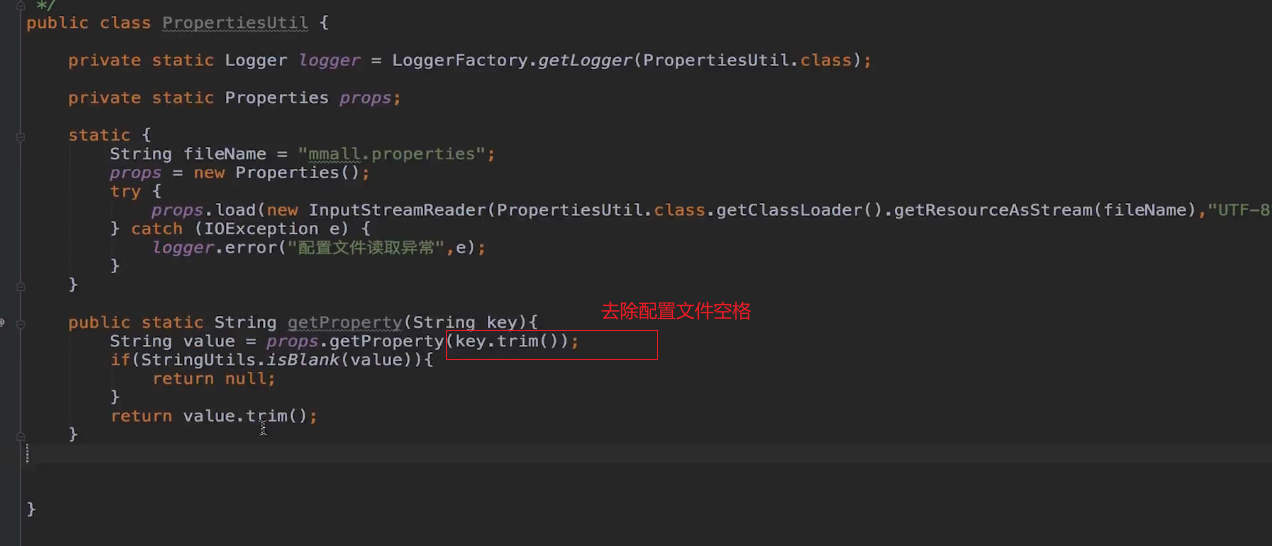 */
public class PropertiesUtil {
private static Logger logger = LoggerFactory.getLogger(PropertiesUtil.class);
private static Properties props;
static {
String fileName = "mmall.properties";
props = new Properties();
try {
props.load(new InputStreamReader(PropertiesUtil.class.getClassLoader().getResourceAsStream(fileName),"UTF-8
} catch (IOException e) {
logger.error("配置文件读取异常",e);
}
}
去除配置文件空格
public static String getProperty(String key){
String value = props.getProperty(key.trim());
if(StringUtils.isBlank(value)){
return null;
}
return value.trim();
}
}